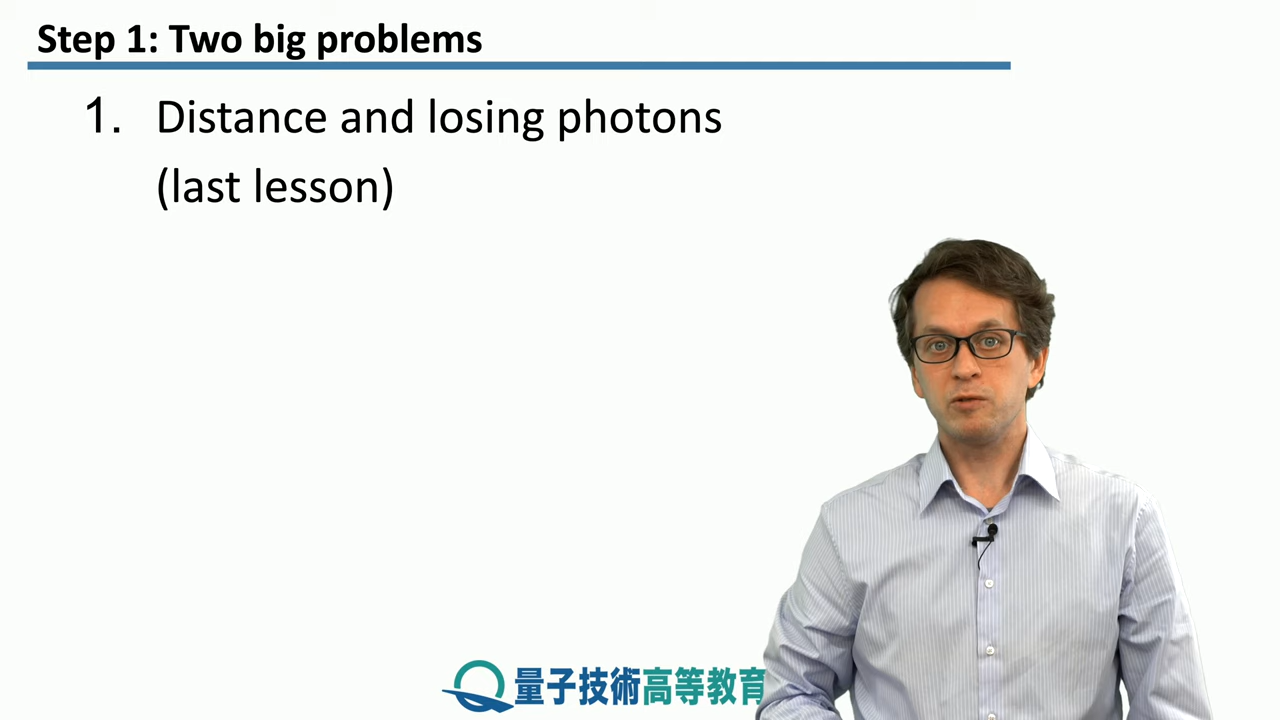 Step 1: Two big problems
1. Distance and losing photons
(last lesson)
量子技術高等教育